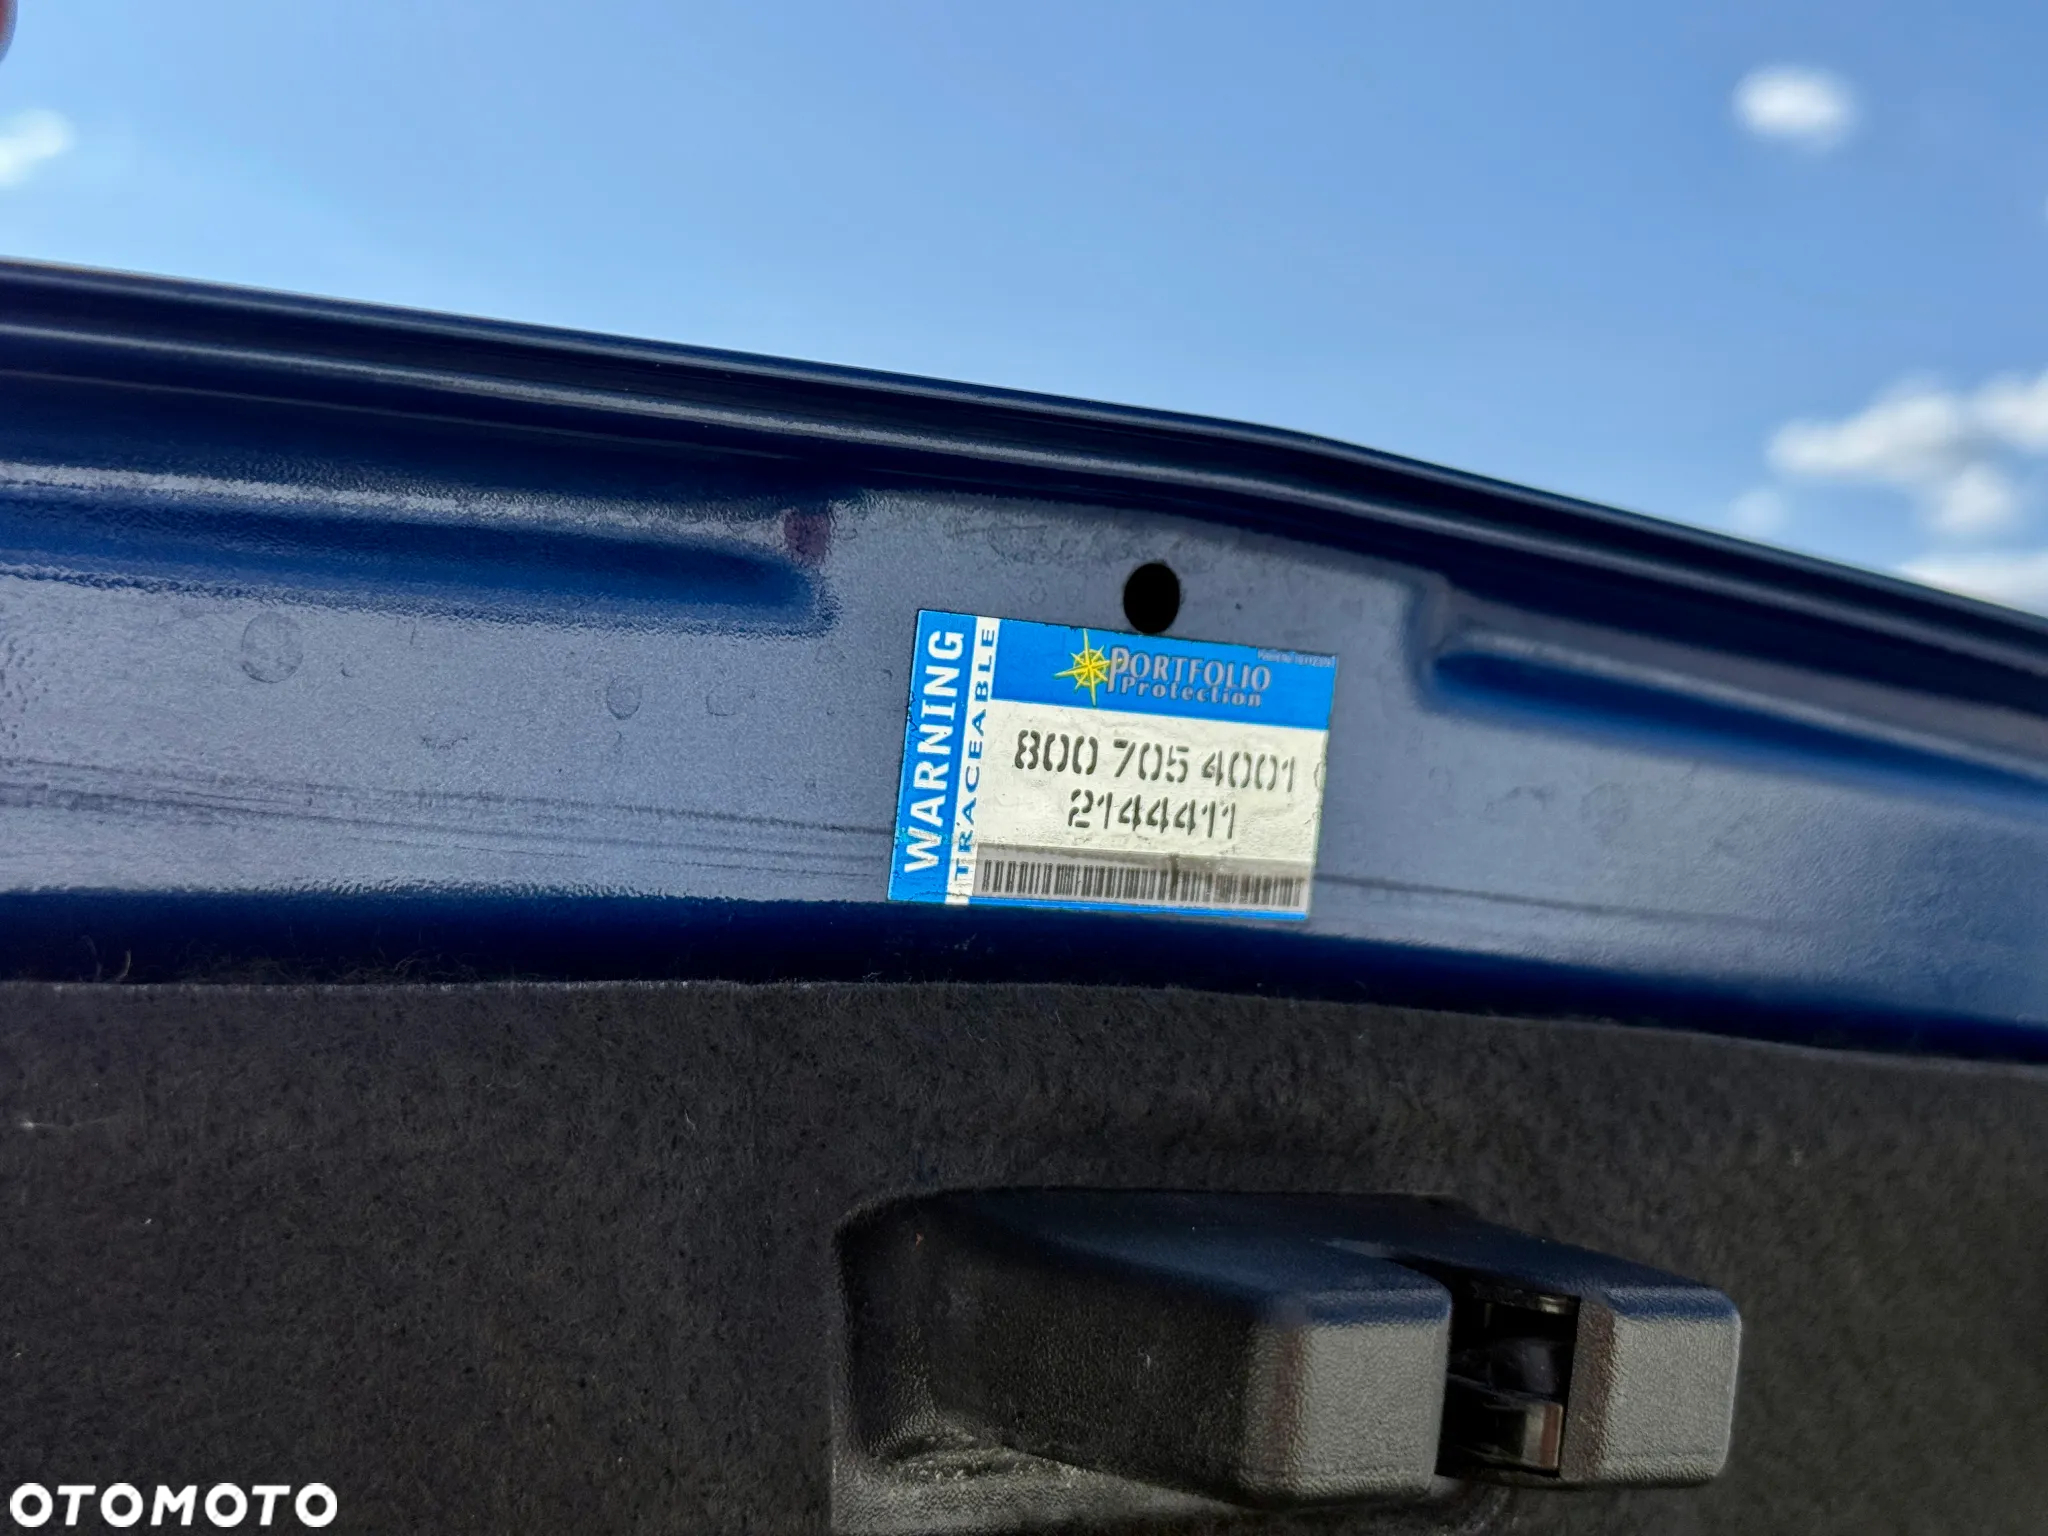 WARNING
TRACEABLE
PORTFOLIO
Protection
800 705 4001
2144411
OTOMOTO